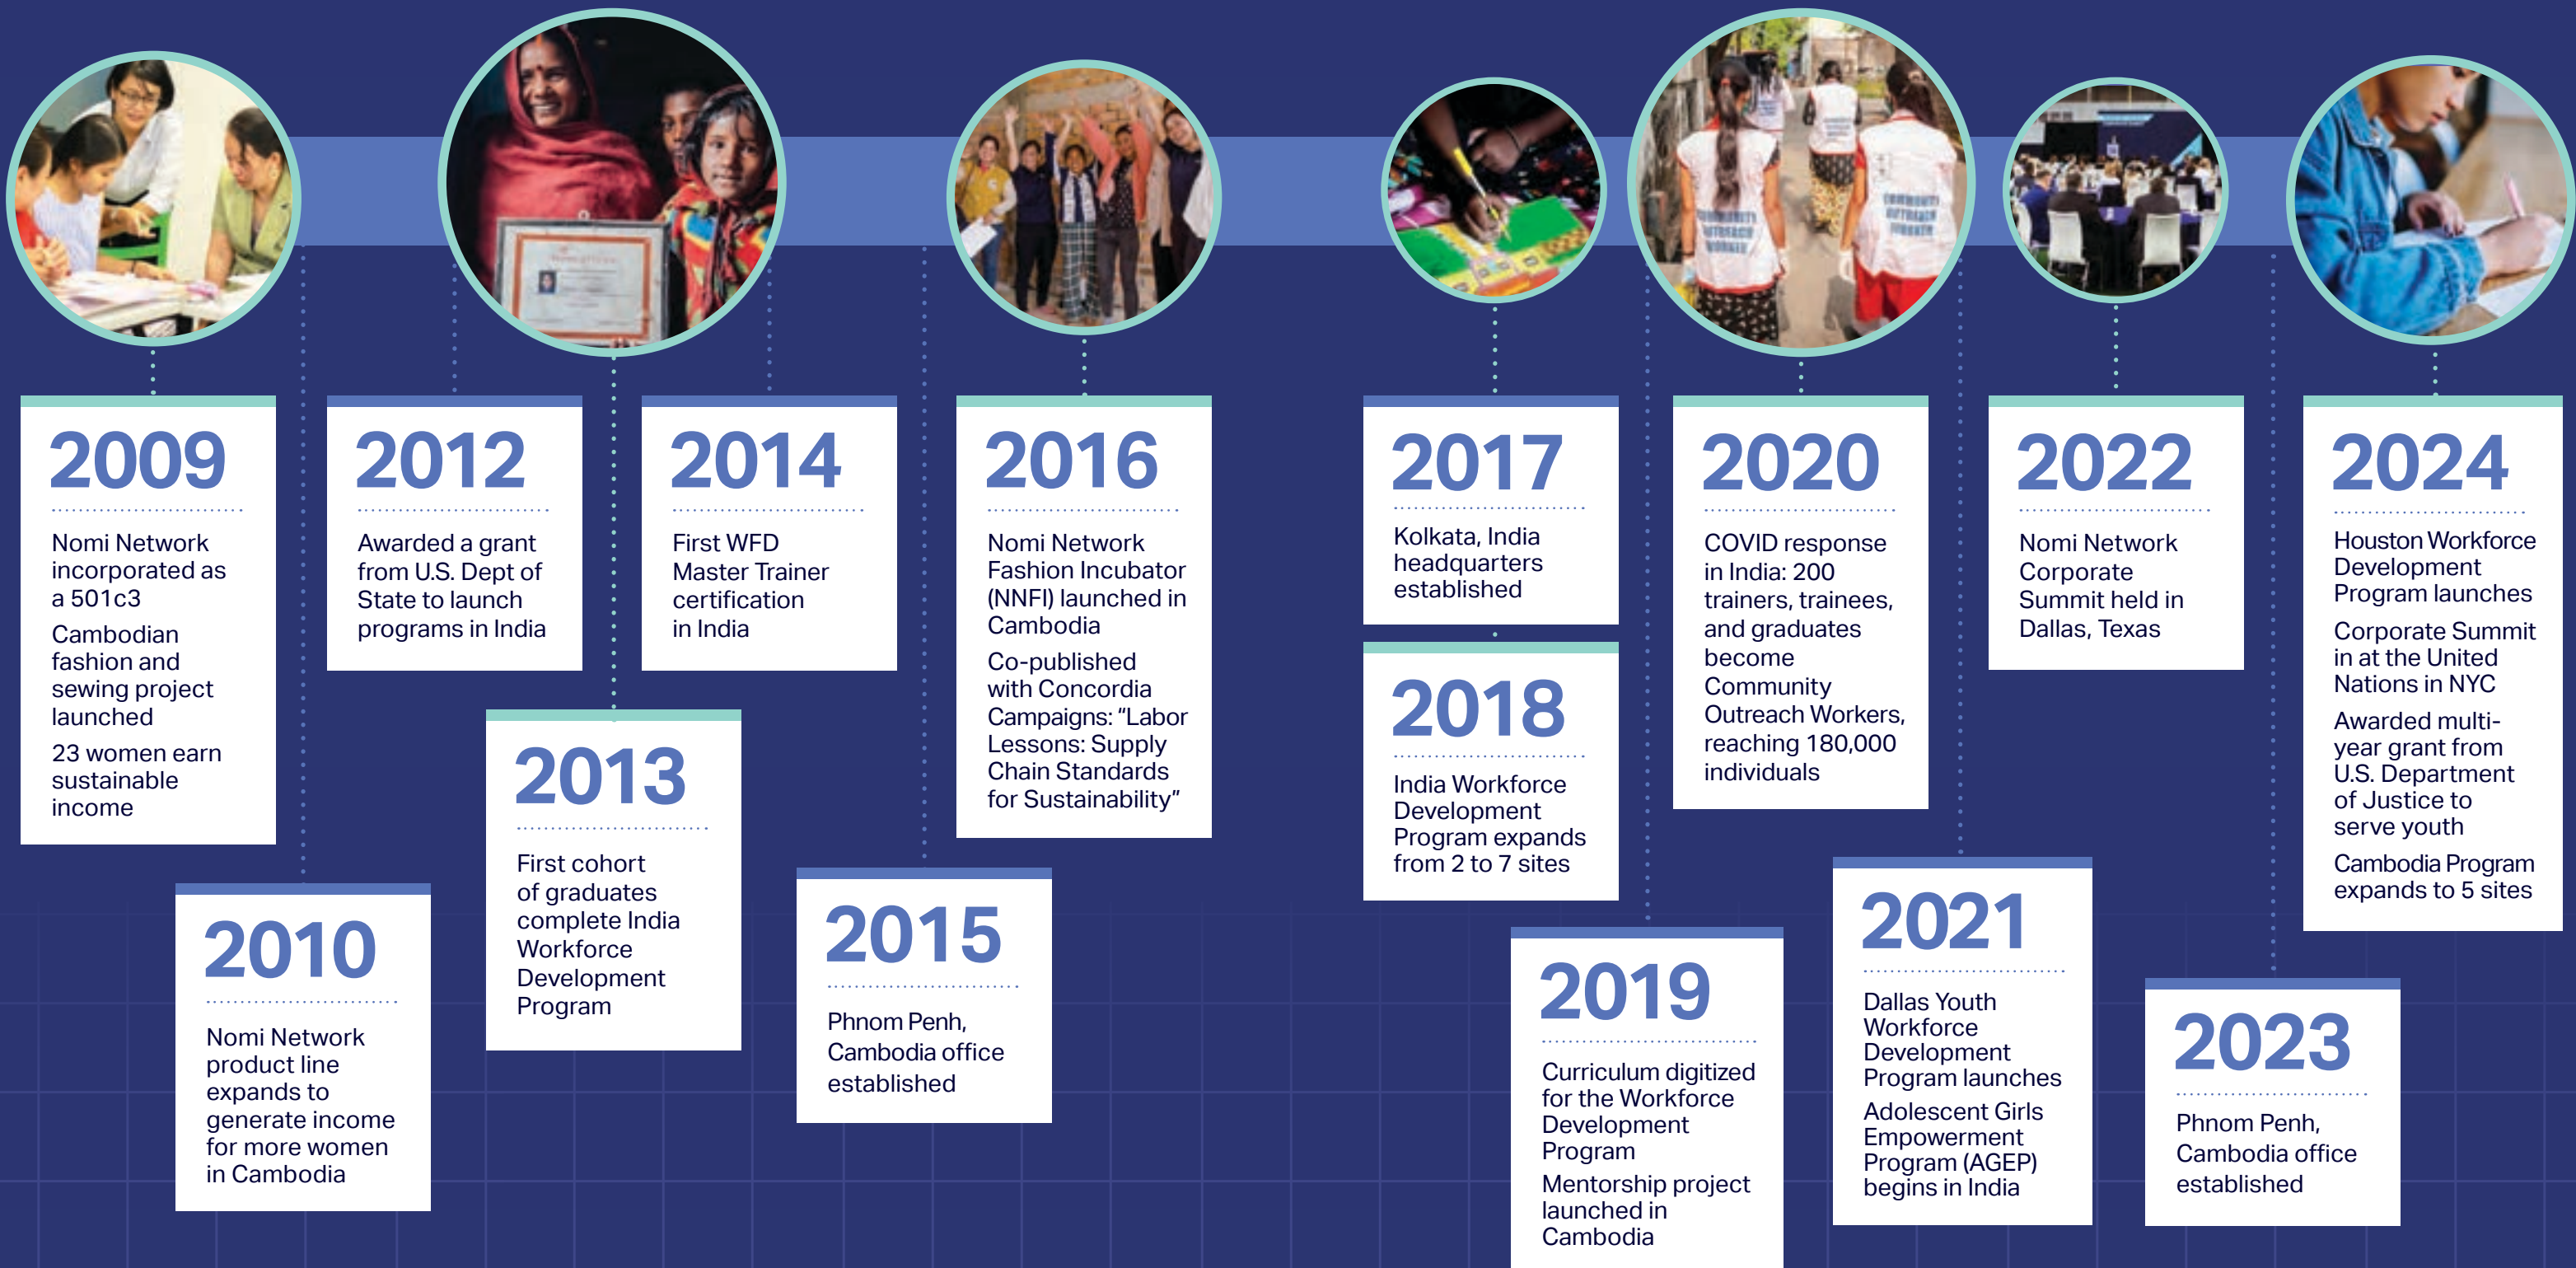 2009
Nomi Network
incorporated as
a 501c3
Cambodian
fashion and
sewing project
launched
23 women earn
sustainable
income
2010
Nomi Network
product line
expands to
generate income
for more women
in Cambodia
2012
Awarded a grant
from U.S. Dept of
State to launch
programs in India
2013
First cohort
of graduates
complete India
Workforce
Development
Program
2014
First WFD
Master Trainer
certification
in India
2015
Phnom Penh,
Cambodia office
established
2016
Nomi Network
Fashion Incubator
(NNFI) launched in
Cambodia
Co-published
with Concordia
Campaigns: “Labor
Lessons: Supply
Chain Standards
for Sustainability”
2017
Kolkata, India
headquarters
established
2018
India Workforce
Development
Program expands
from 2 to 7 sites
2019
Curriculum digitized
for the Workforce
Development
Program
Mentorship project
launched in
Cambodia
COMMUNITY
OUTREACH
WORKER
COMMUNITY
OUTREACH
WORKER
2020
COVID response
in India: 200
trainers, trainees,
and graduates
become
Community
Outreach Workers,
reaching 180,000
individuals
2021
Dallas Youth
Workforce
Development
Program launches
Adolescent Girls
Empowerment
Program (AGEP)
begins in India
2022
Nomi Network
Corporate
Summit held in
Dallas, Texas
2023
Phnom Penh,
Cambodia office
established
2024
Houston Workforce
Development
Program launches
Corporate Summit
in at the United
Nations in NYC
Awarded multi-
year grant from
U.S. Department
of Justice to
serve youth
Cambodia Program
expands to 5 sites